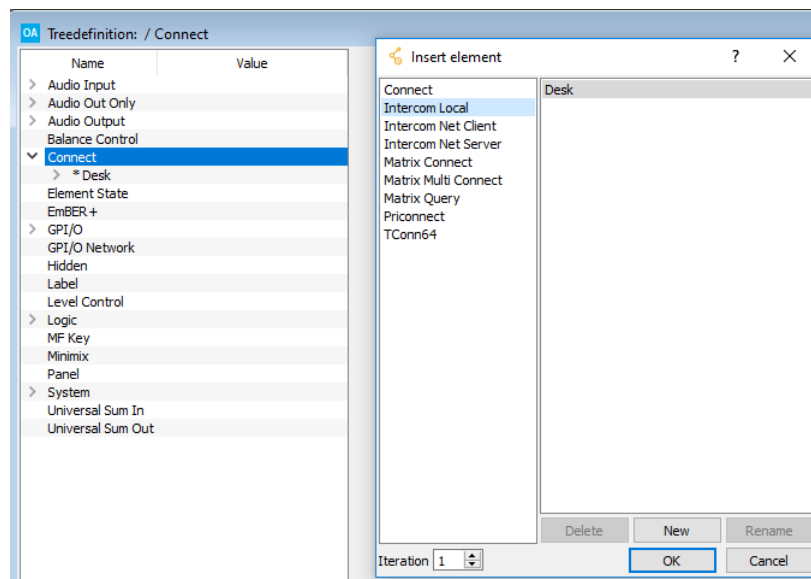 OA Treedefinition: / Connect
Name Value
Audio Input
Audio Out Only
Audio Output
Balance Control
Connect
* Desk
Element State
EmBER+
GPI/O
GPI/O Network
Hidden
Label
Level Control
Logic
MF Key
Minimix
Panel
System
Universal Sum In
Universal Sum Out
Insert element ?
Connect
Intercom Local
Intercom Net Client
Intercom Net Server
Matrix Connect
Matrix Multi Connect
Matrix Query
Priconnect
TConn64
Desk
Delete New Rename
Iteration 1 OK Cancel